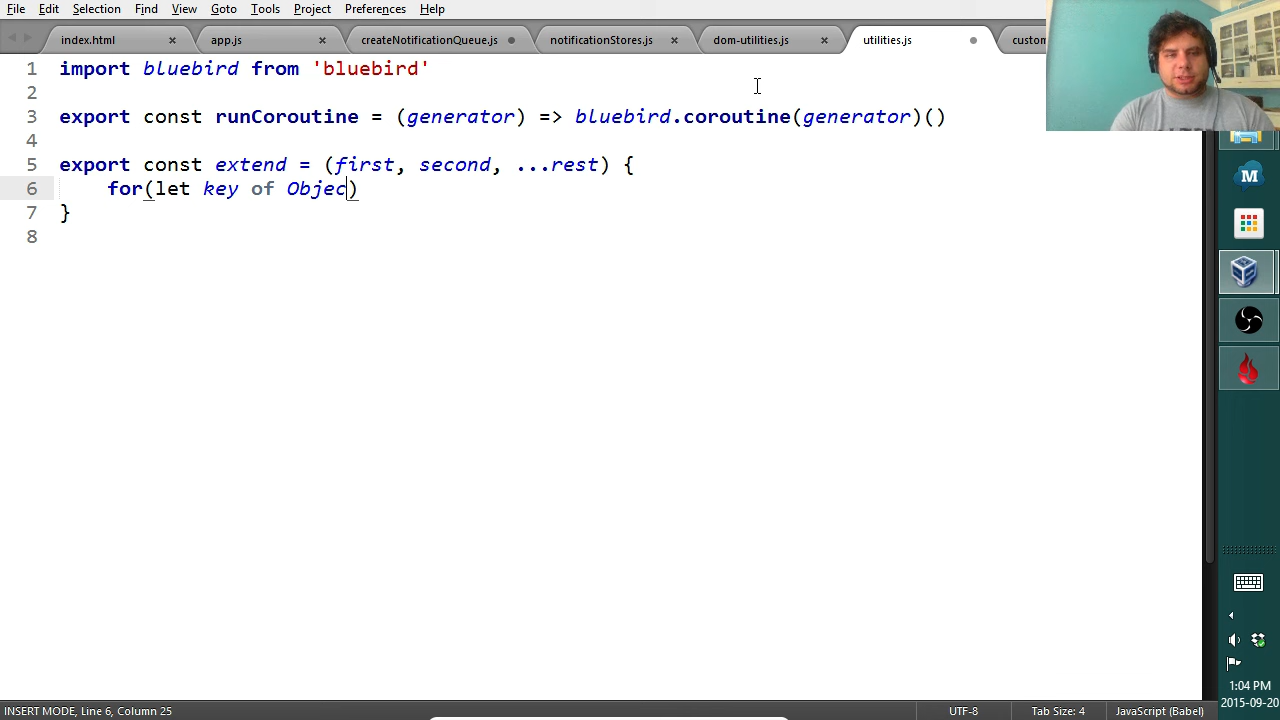 File Edit Selection Find View Goto Tools Project Preferences Help
index.html app.js createNotificationQueue.js notificationStores.js dom-utilities.js utilities.js custom
1 import bluebird from 'bluebird'
2
3 export const runCoroutine = (generator) => bluebird.coroutine(generator)()
4
5 export const extend = (first, second, ...rest) {
6 for(let key of Objec)
7 }
8
M
1:04 PM
2015-09-20
INSERT MODE, Line 6, Column 25 UTF-8 Tab Size: 4 JavaScript (Babel)